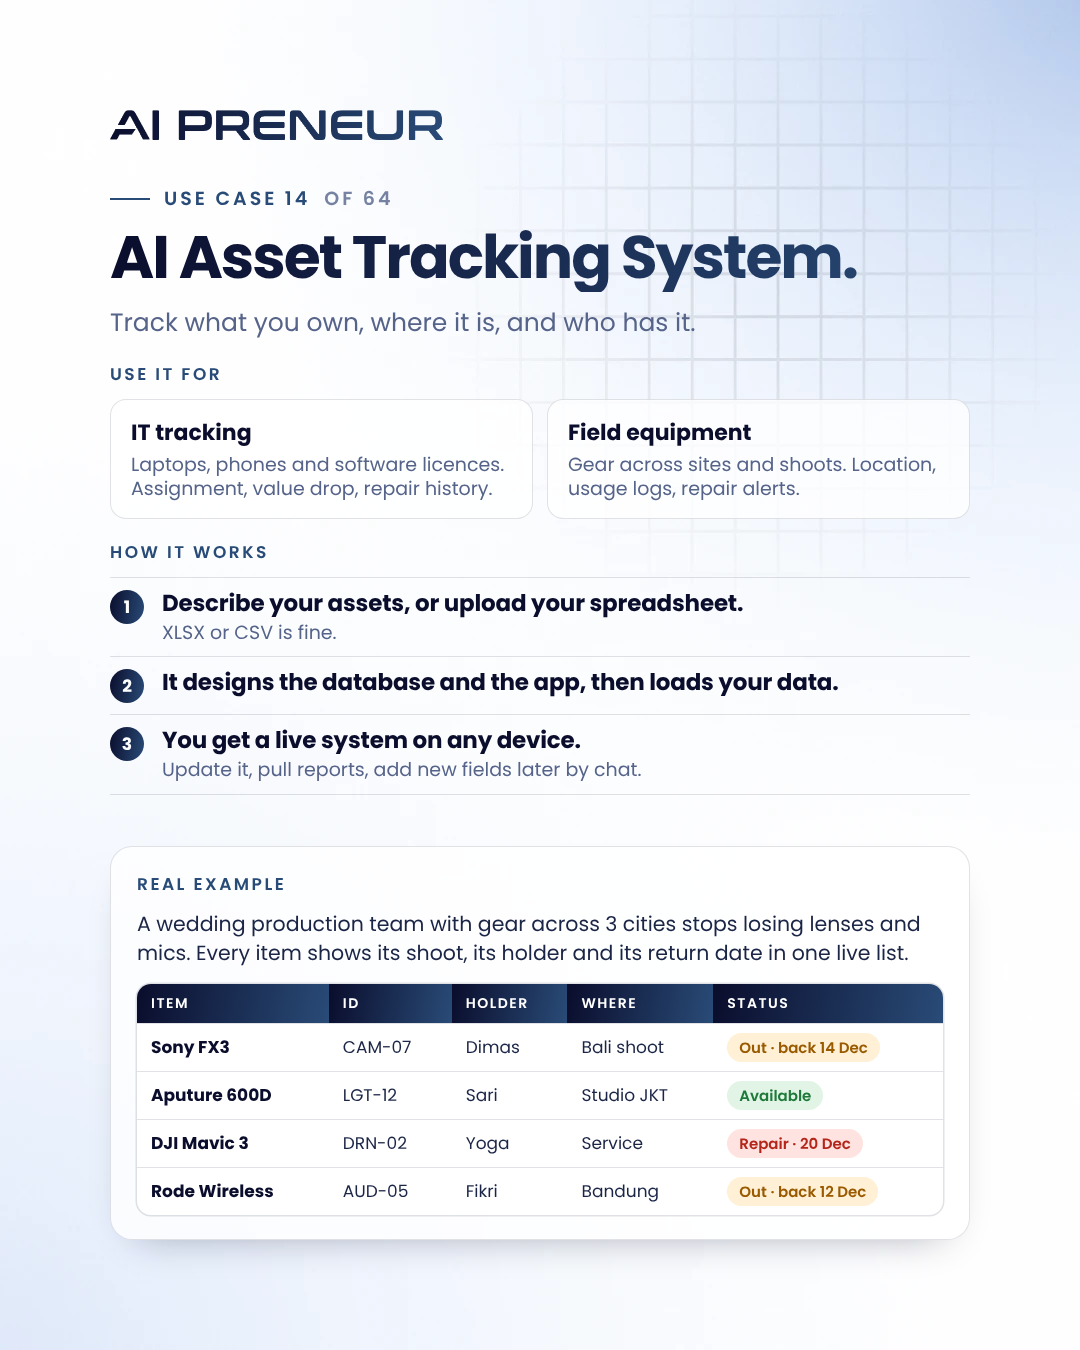 AI PRENEUR
USE CASE 14 OF 64
AI Asset Tracking System.
Track what you own, where it is, and who has it.
USE IT FOR
IT tracking
Laptops, phones and software licences.
Assignment, value drop, repair history.
Field equipment
Gear across sites and shoots. Location,
usage logs, repair alerts.
HOW IT WORKS
1 Describe your assets, or upload your spreadsheet.
XLSX or CSV is fine.
2 It designs the database and the app, then loads your data.
3 You get a live system on any device.
Update it, pull reports, add new fields later by chat.
REAL EXAMPLE
A wedding production team with gear across 3 cities stops losing lenses and
mics. Every item shows its shoot, its holder and its return date in one live list.
ITEM ID HOLDER WHERE STATUS
Sony FX3 CAM-07 Dimas Bali shoot Out · back 14 Dec
Aputure 600D LGT-12 Sari Studio JKT Available
DJI Mavic 3 DRN-02 Yoga Service Repair · 20 Dec
Rode Wireless AUD-05 Fikri Bandung Out · back 12 Dec